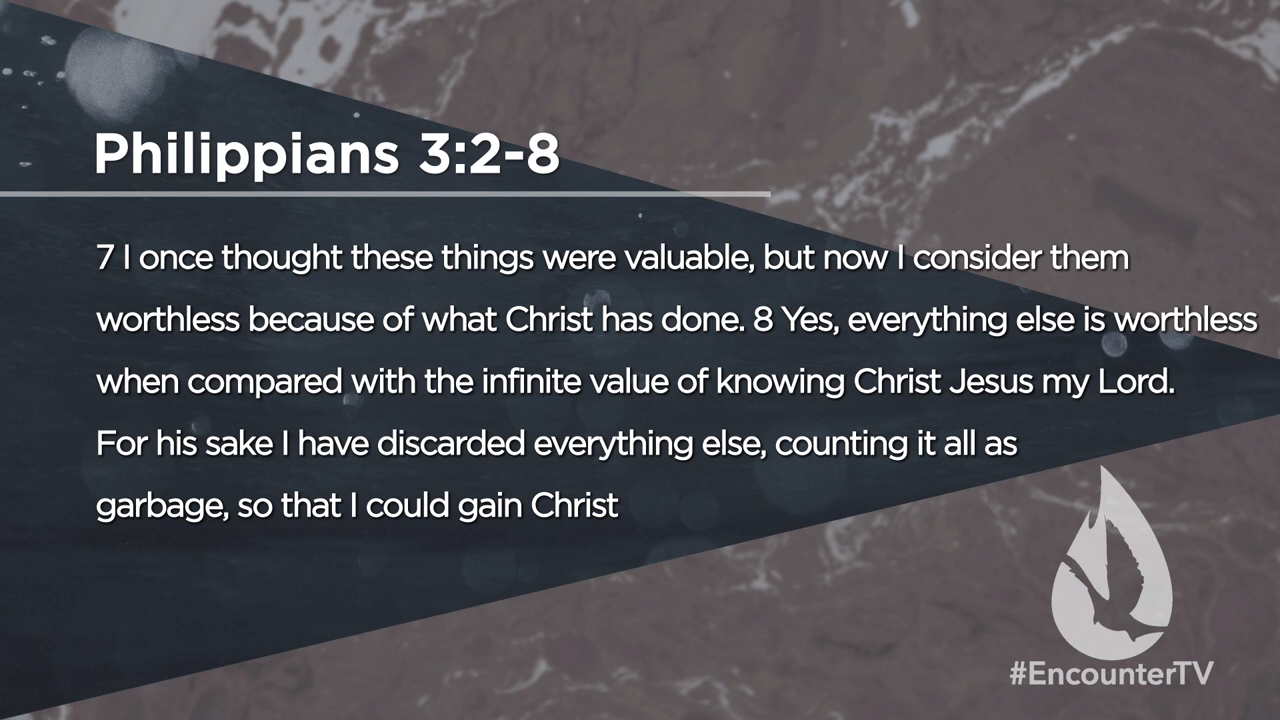 Philippians 3:2-8
7 I once thought these things were valuable, but now I consider them
worthless because of what Christ has done. 8 Yes, everything else is worthless
when compared with the infinite value of knowing Christ Jesus my Lord.
For his sake I have discarded everything else, counting it all as
garbage, so that I could gain Christ
#EncounterTV